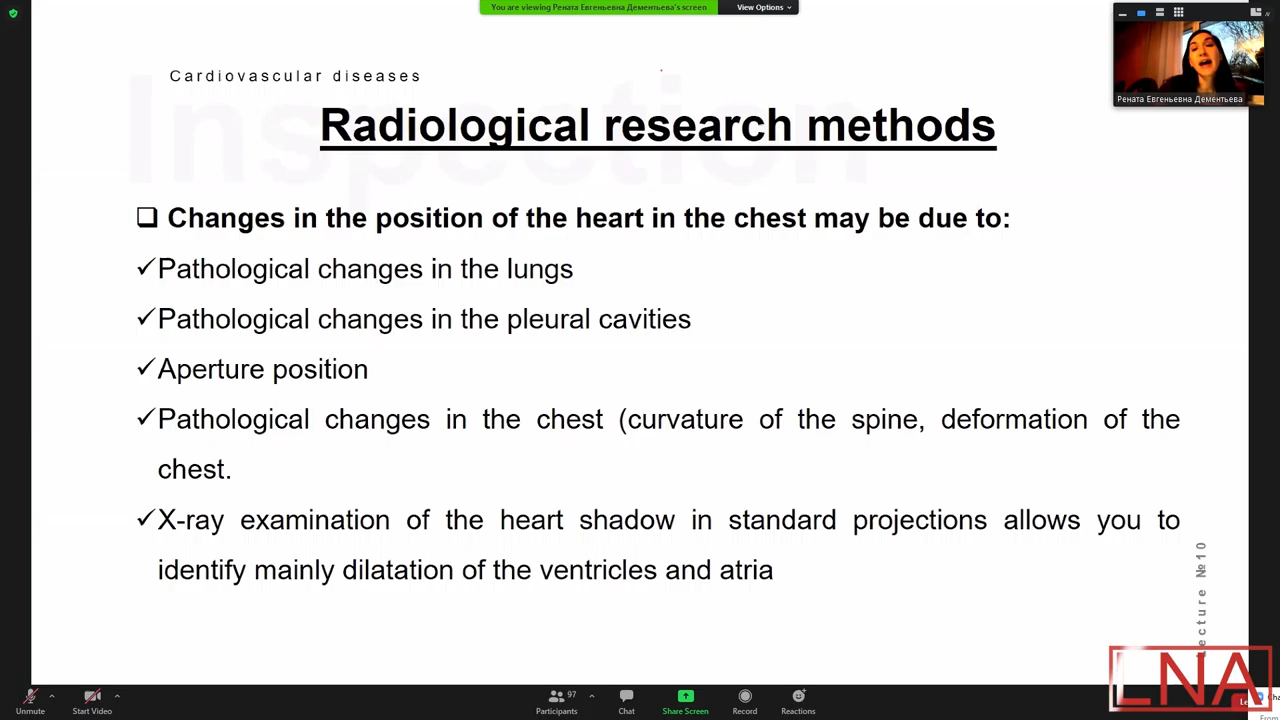 You are viewing Рената Евгеньевна Дементьева's screen
View Options
Рената Евгеньевна Дементьева
Cardiovascular diseases
Inspection
Radiological research methods
Changes in the position of the heart in the chest may be due to:
Pathological changes in the lungs
Pathological changes in the pleural cavities
Aperture position
Pathological changes in the chest (curvature of the spine, deformation of the
chest.
X-ray examination of the heart shadow in standard projections allows you to
identify mainly dilatation of the ventricles and atria
Lecture №10
LNA
Unmute
Start Video
97
Participants
Chat
Share Screen
Record
Reactions